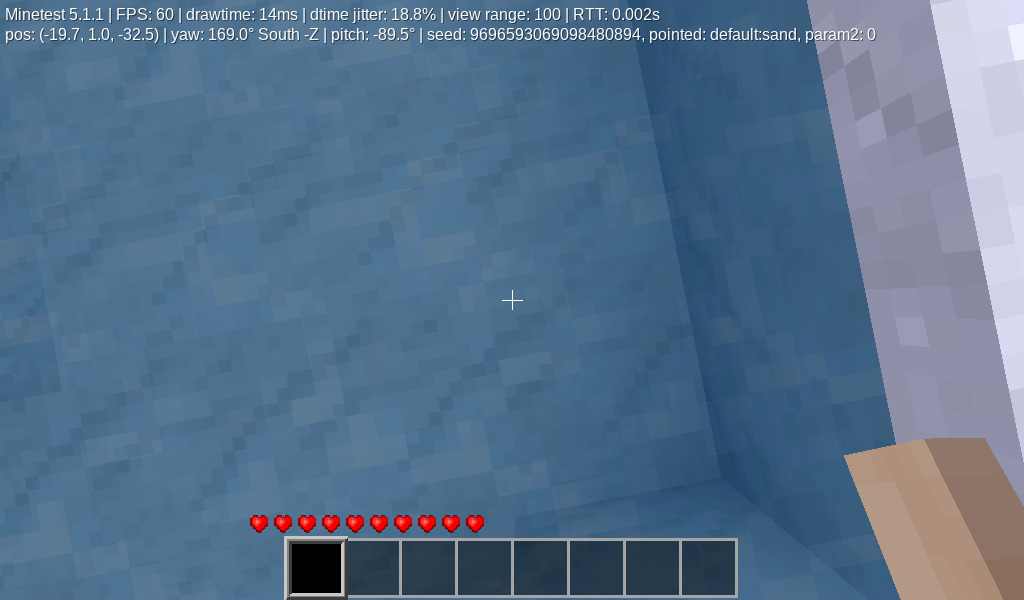 Minetest 5.1.1 | FPS: 60 | drawtime: 14ms | dtime jitter: 18.8% | view range: 100 | RTT: 0.002s
pos: (-19.7, 1.0, -32.5) | yaw: 169.0° South -Z | pitch: -89.5° | seed: 9696593069098480894, pointed: default:sand, param2: 0